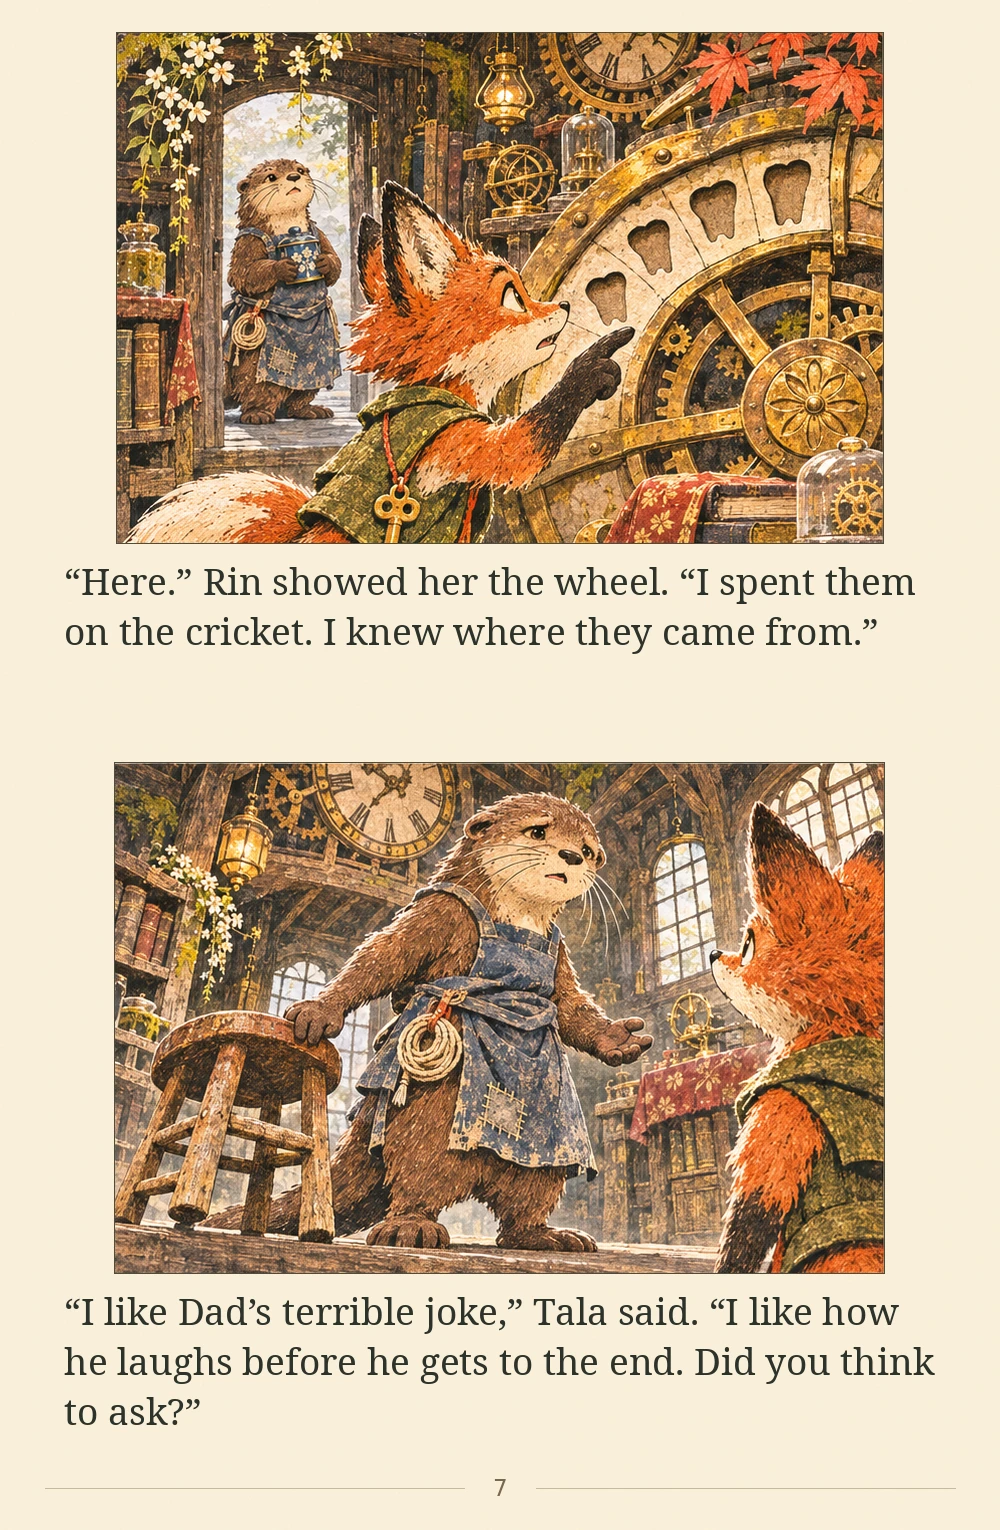 “Here.” Rin showed her the wheel. “I spent them
on the cricket. I knew where they came from.”
“I like Dad’s terrible joke,” Tala said. “I like how
he laughs before he gets to the end. Did you think
to ask?”
7